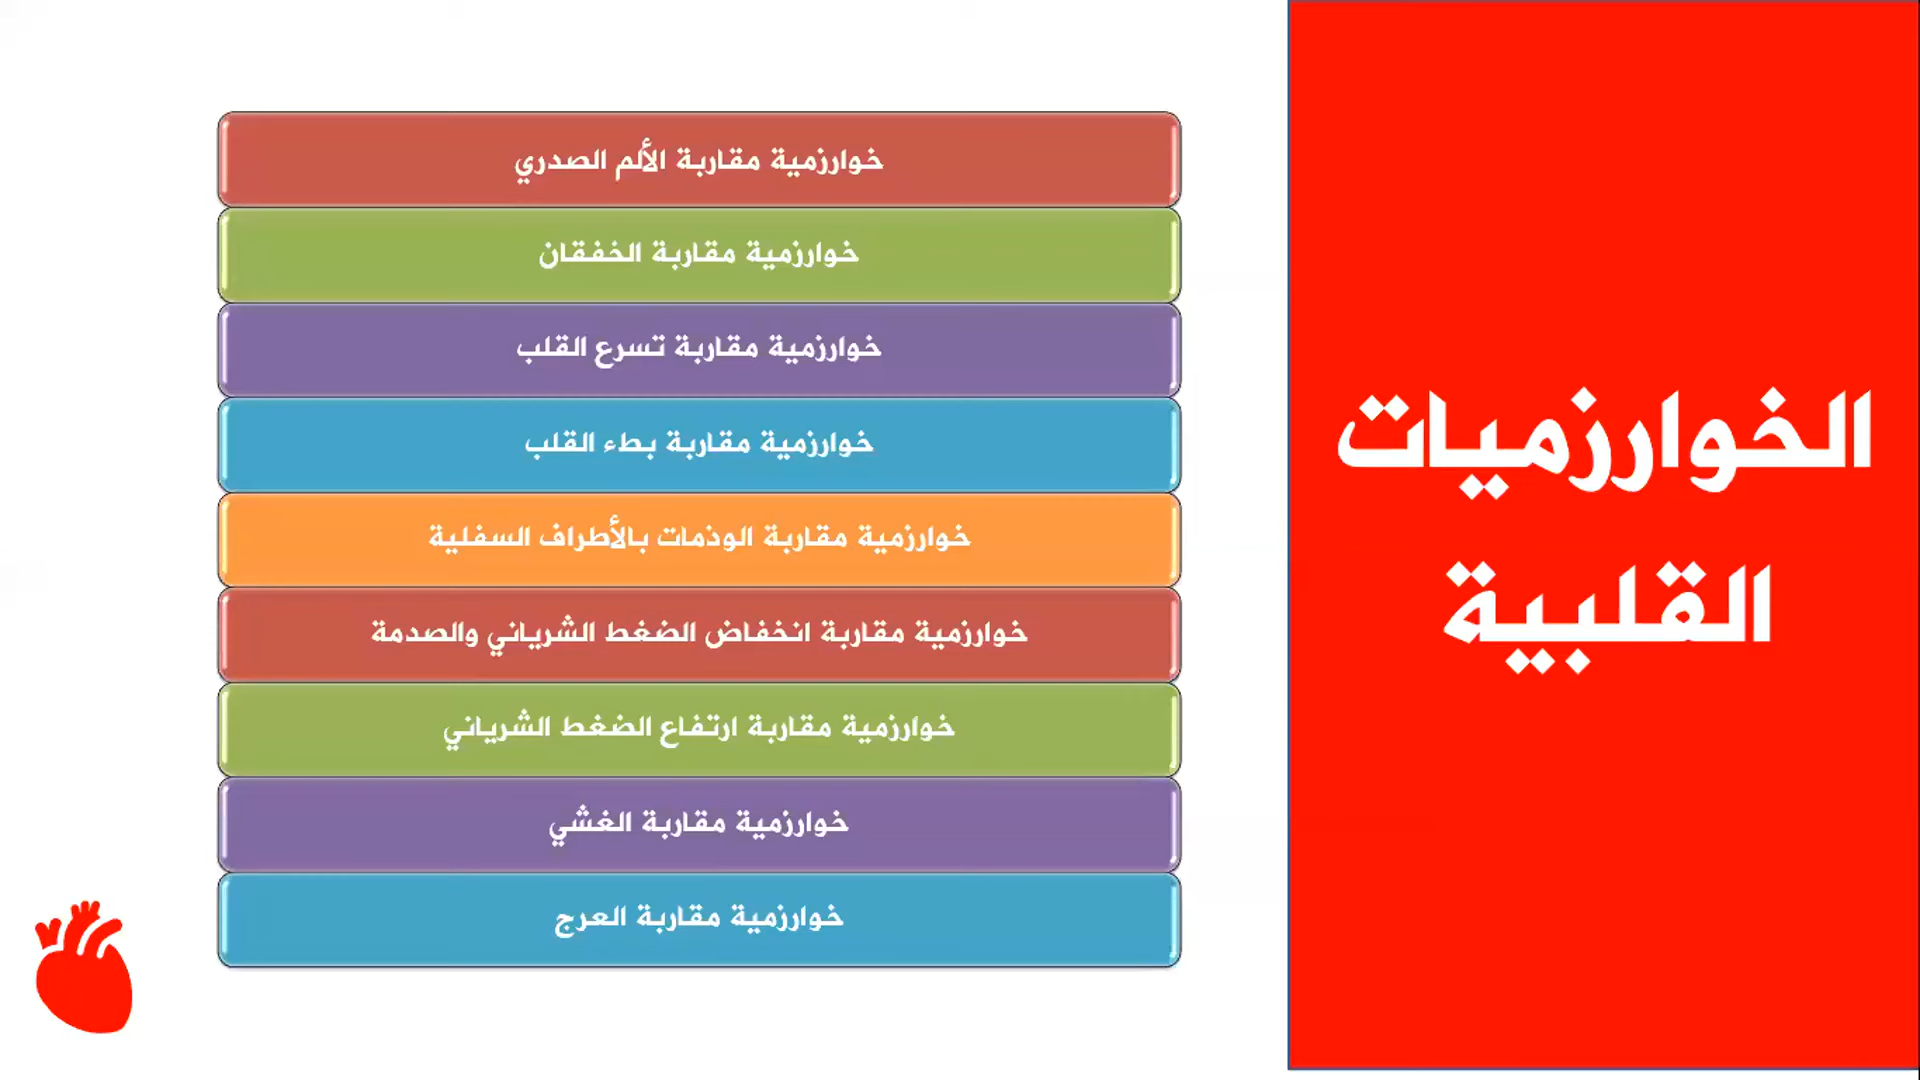 الخوارزميات
القلبية
خوارزمية مقاربة الألم الصدري
خوارزمية مقاربة الخفقان
خوارزمية مقاربة تسرع القلب
خوارزمية مقاربة بطء القلب
خوارزمية مقاربة الوذمات بالأطراف السفلية
خوارزمية مقاربة انخفاض الضغط الشرياني والصدمة
خوارزمية مقاربة ارتفاع الضغط الشرياني
خوارزمية مقاربة الغشي
خوارزمية مقاربة العرج